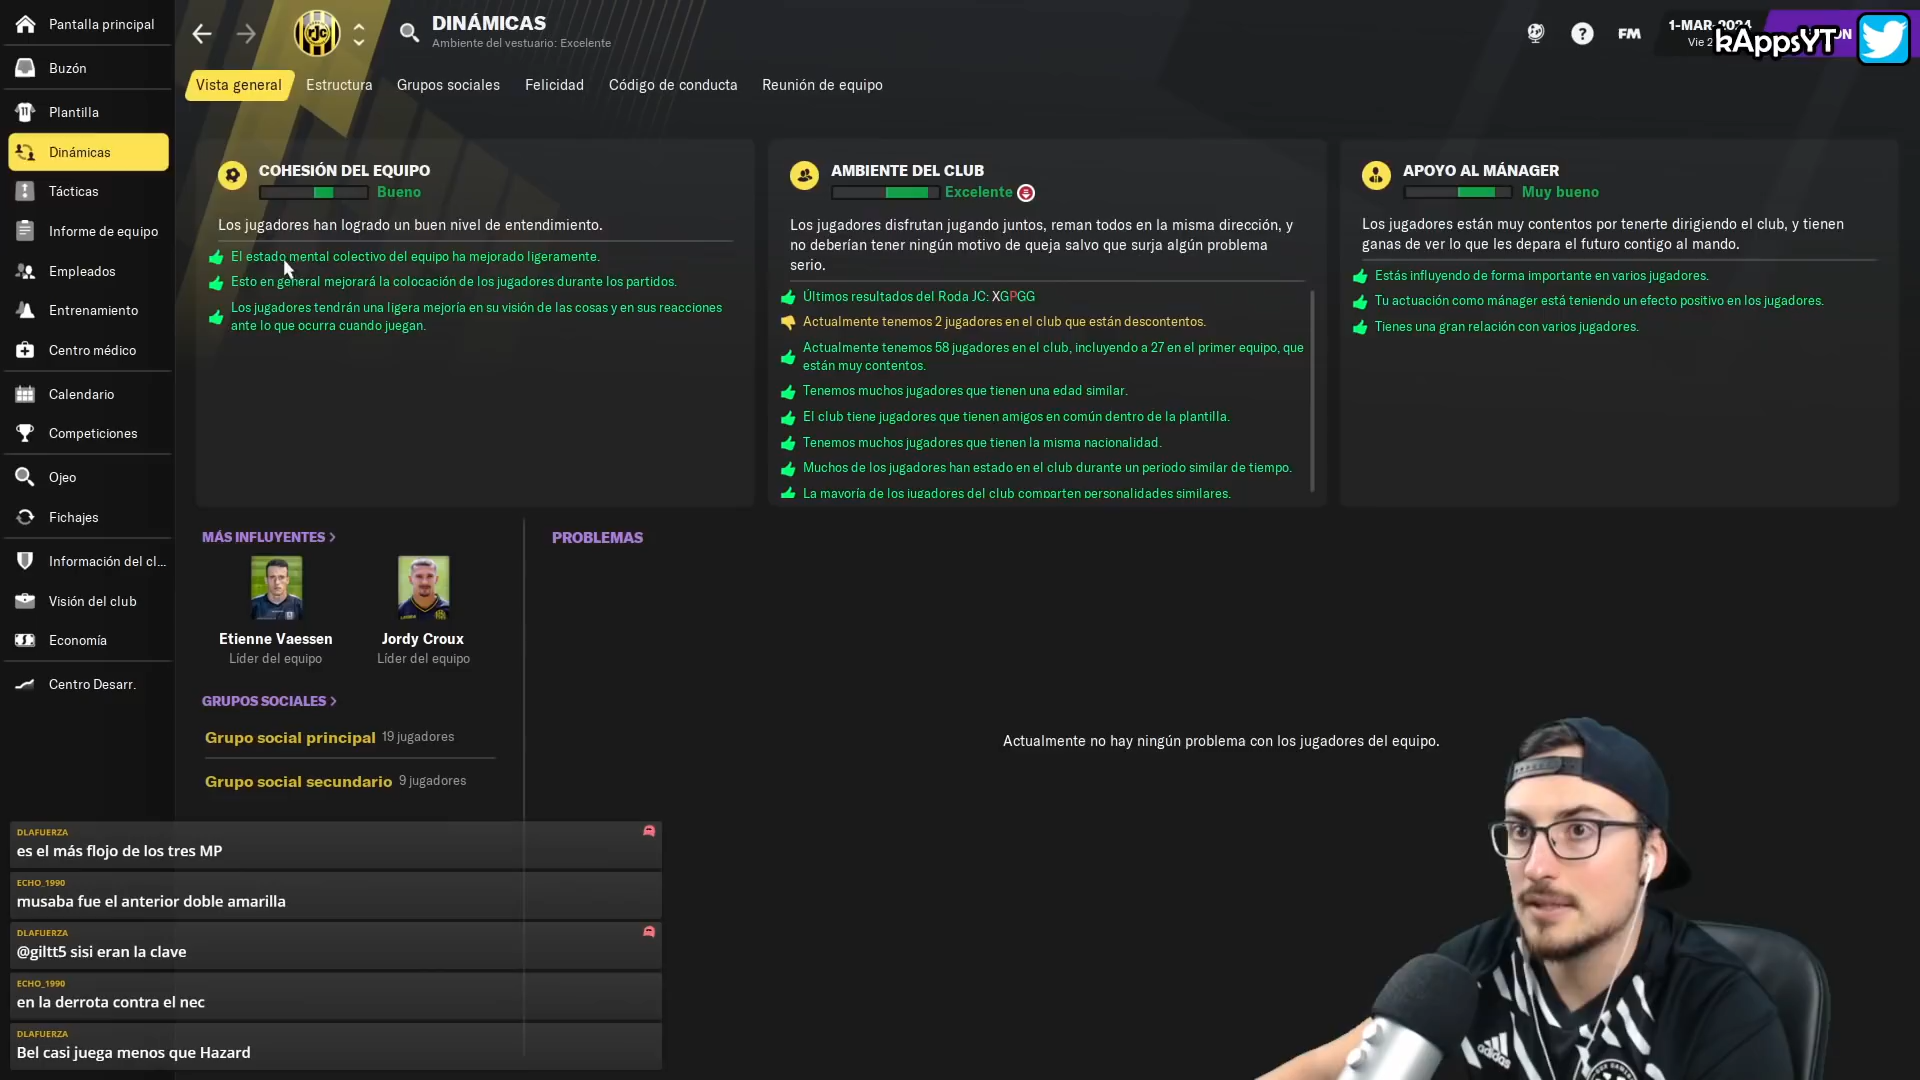 Pantalla principal
Buzón
Plantilla
Dinámicas
Tácticas
Informe de equipo
Empleados
Entrenamiento
Centro médico
Calendario
Competiciones
Ojeo
Fichajes
Información del cl...
Visión del club
Economía
Centro Desarr.
rjc
DINÁMICAS
Ambiente del vestuario: Excelente
FM
1-MAR-2024
Vie
kAppsYT
Vista general
Estructura
Grupos sociales
Felicidad
Código de conducta
Reunión de equipo
COHESIÓN DEL EQUIPO
Bueno
Los jugadores han logrado un buen nivel de entendimiento.
El estado mental colectivo del equipo ha mejorado ligeramente.
Esto en general mejorará la colocación de los jugadores durante los partidos.
Los jugadores tendrán una ligera mejoría en su visión de las cosas y en sus reacciones
ante lo que ocurra cuando juegan.
AMBIENTE DEL CLUB
Excelente
Los jugadores disfrutan jugando juntos, reman todos en la misma dirección, y
no deberían tener ningún motivo de queja salvo que surja algún problema
serio.
Últimos resultados del Roda JC: XGPGG
Actualmente tenemos 2 jugadores en el club que están descontentos.
Actualmente tenemos 58 jugadores en el club, incluyendo a 27 en el primer equipo, que
están muy contentos.
Tenemos muchos jugadores que tienen una edad similar.
El club tiene jugadores que tienen amigos en común dentro de la plantilla.
Tenemos muchos jugadores que tienen la misma nacionalidad.
Muchos de los jugadores han estado en el club durante un periodo similar de tiempo.
La mayoría de los jugadores del club comparten personalidades similares.
APOYO AL MÁNAGER
Muy bueno
Los jugadores están muy contentos por tenerte dirigiendo el club, y tienen
ganas de ver lo que les depara el futuro contigo al mando.
Estás influyendo de forma importante en varios jugadores.
Tu actuación como mánager está teniendo un efecto positivo en los jugadores.
Tienes una gran relación con varios jugadores.
MÁS INFLUYENTES >
Etienne Vaessen
Líder del equipo
Jordy Croux
Líder del equipo
GRUPOS SOCIALES >
Grupo social principal 19 jugadores
Grupo social secundario 9 jugadores
PROBLEMAS
Actualmente no hay ningún problema con los jugadores del equipo.
DLAFUERZA
es el más flojo de los tres MP
ECHO_1990
musaba fue el anterior doble amarilla
DLAFUERZA
@giltt5 sisi eran la clave
ECHO_1990
en la derrota contra el nec
DLAFUERZA
Bel casi juega menos que Hazard
adidas